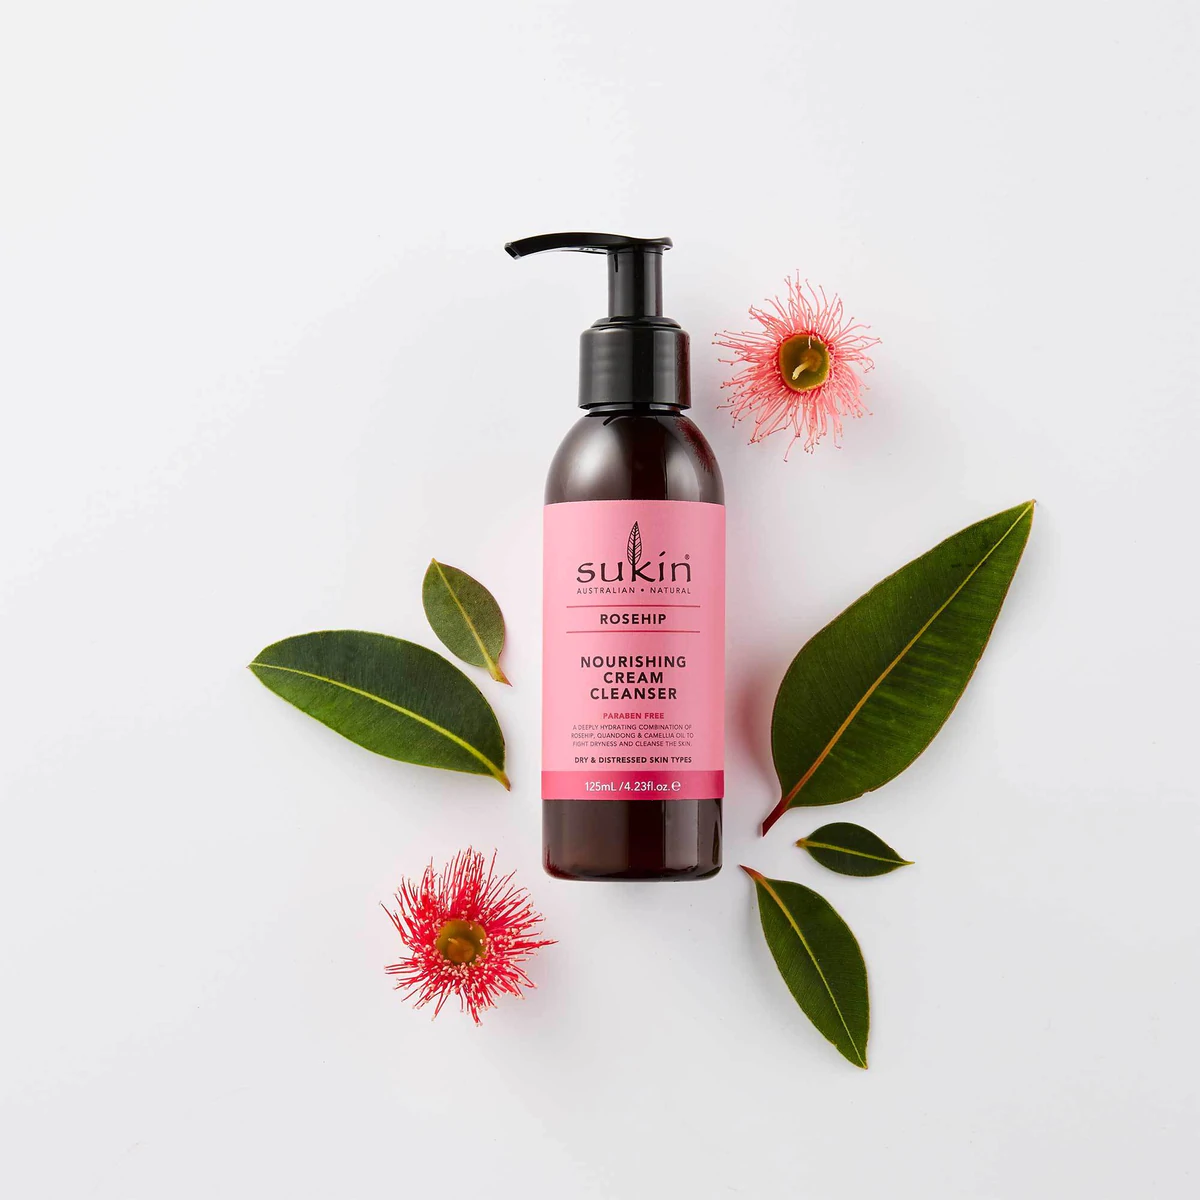 sukin®
AUSTRALIAN • NATURAL
ROSEHIP
NOURISHING
CREAM
CLEANSER
PARABEN FREE
A DEEPLY HYDRATING COMBINATION OF
ROSEHIP, QUANDONG & CAMELLIA OIL TO
FIGHT DRYNESS AND CLEANSE THE SKIN.
DRY & DISTRESSED SKIN TYPES
125mL /4.23fl.oz.℮